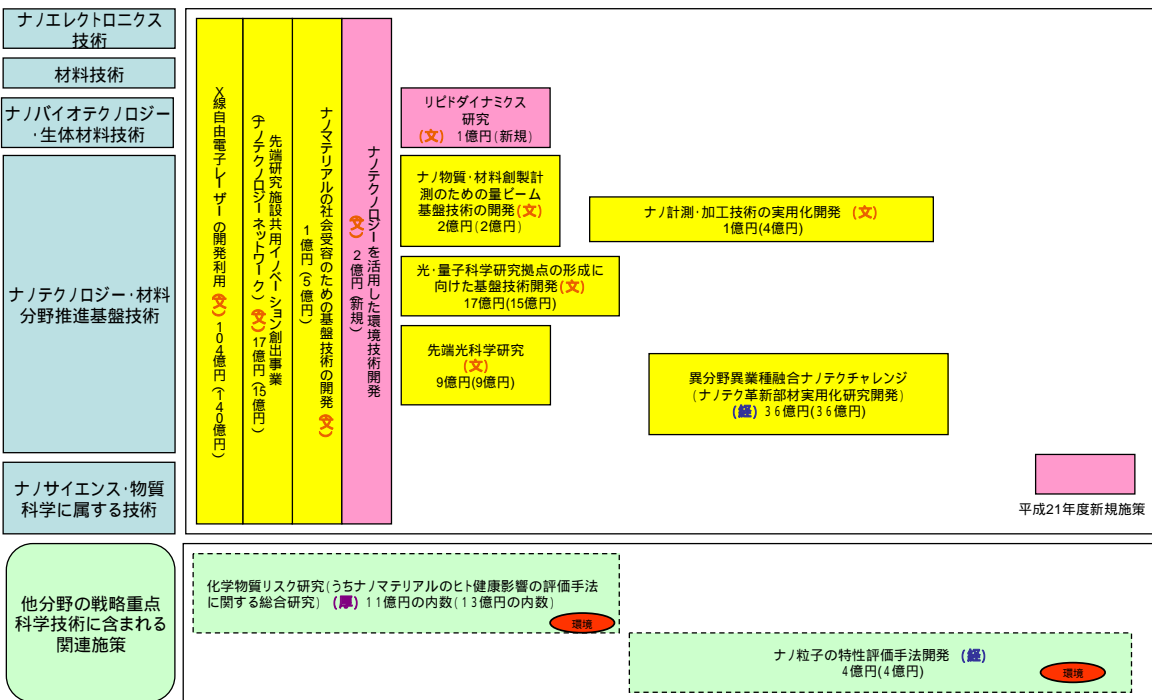 ナノエレクトロニクス
技術
材料技術
ナノバイオテクノロジー
・生体材料技術
ナノテクノロジー・材料
分野推進基盤技術
ナノサイエンス・物質
科学に属する技術
X線自由電子レーザーの開発利用 (文) 104億円(140億円)
先端研究施設共用イノベーション創出事業
(ナノテクノロジーネットワーク) (文) 17億円(15億円)
ナノマテリアルの社会受容のための基盤技術の開発 (文)
1億円(5億円)
ナノテクノロジーを活用した環境技術開発
(文) 2億円(新規)
リピドダイナミクス
研究
(文) 1億円(新規)
ナノ物質・材料創製計
測のための量ビーム
基盤技術の開発(文)
2億円(2億円)
ナノ計測・加工技術の実用化開発 (文)
1億円(4億円)
光・量子科学研究拠点の形成に
向けた基盤技術開発(文)
17億円(15億円)
先端光科学研究
(文)
9億円(9億円)
異分野異業種融合ナノテクチャレンジ
(ナノテク革新部材実用化研究開発)
(経) 36億円(36億円)
平成21年度新規施策
他分野の戦略重点
科学技術に含まれる
関連施策
化学物質リスク研究(うちナノマテリアルのヒト健康影響の評価手法
に関する総合研究) (厚) 11億円の内数(13億円の内数)
環境
ナノ粒子の特性評価手法開発 (経)
4億円(4億円)
環境